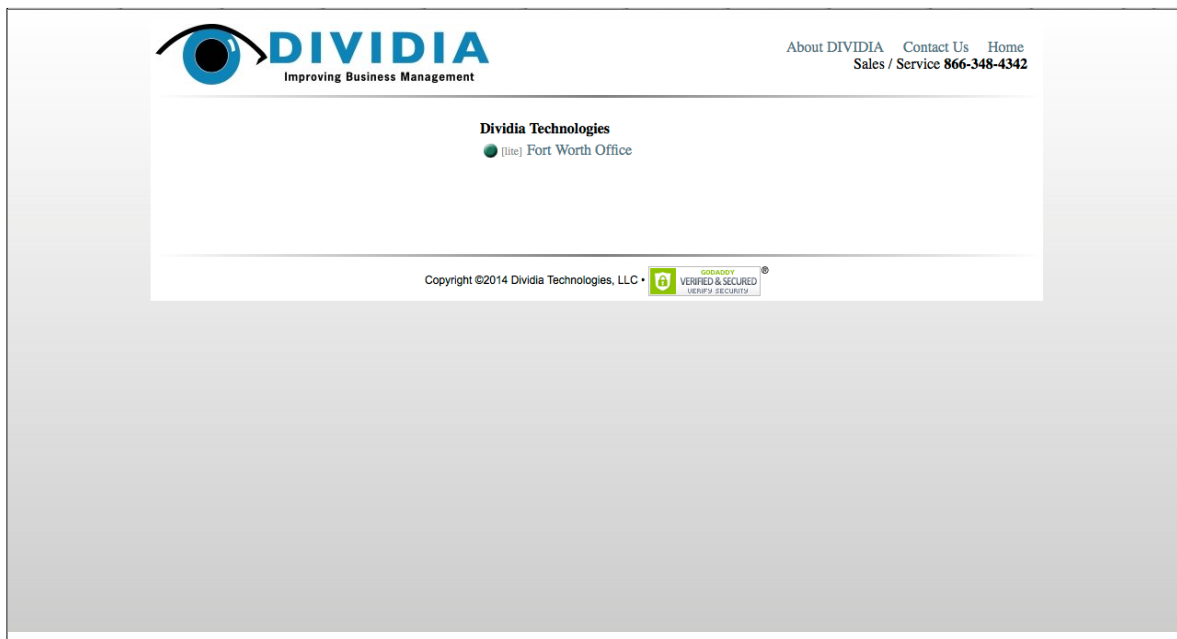 DIVIDIA
Improving Business Management
About DIVIDIA Contact Us Home
Sales / Service 866-348-4342
Dividia Technologies
[lite] Fort Worth Office
Copyright ©2014 Dividia Technologies, LLC •
GODADDY
VERIFIED & SECURED
VERIFY SECURITY
®